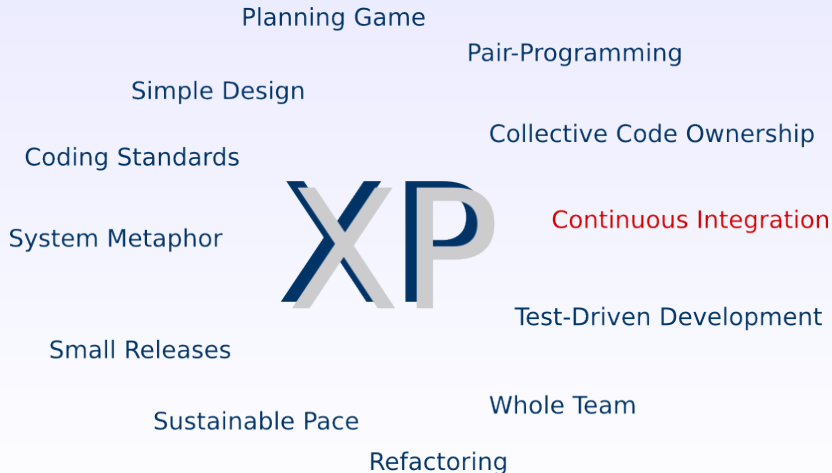 Planning Game
Pair-Programming
Simple Design
Collective Code Ownership
Coding Standards
XP
Continuous Integration
System Metaphor
Test-Driven Development
Small Releases
Whole Team
Sustainable Pace
Refactoring